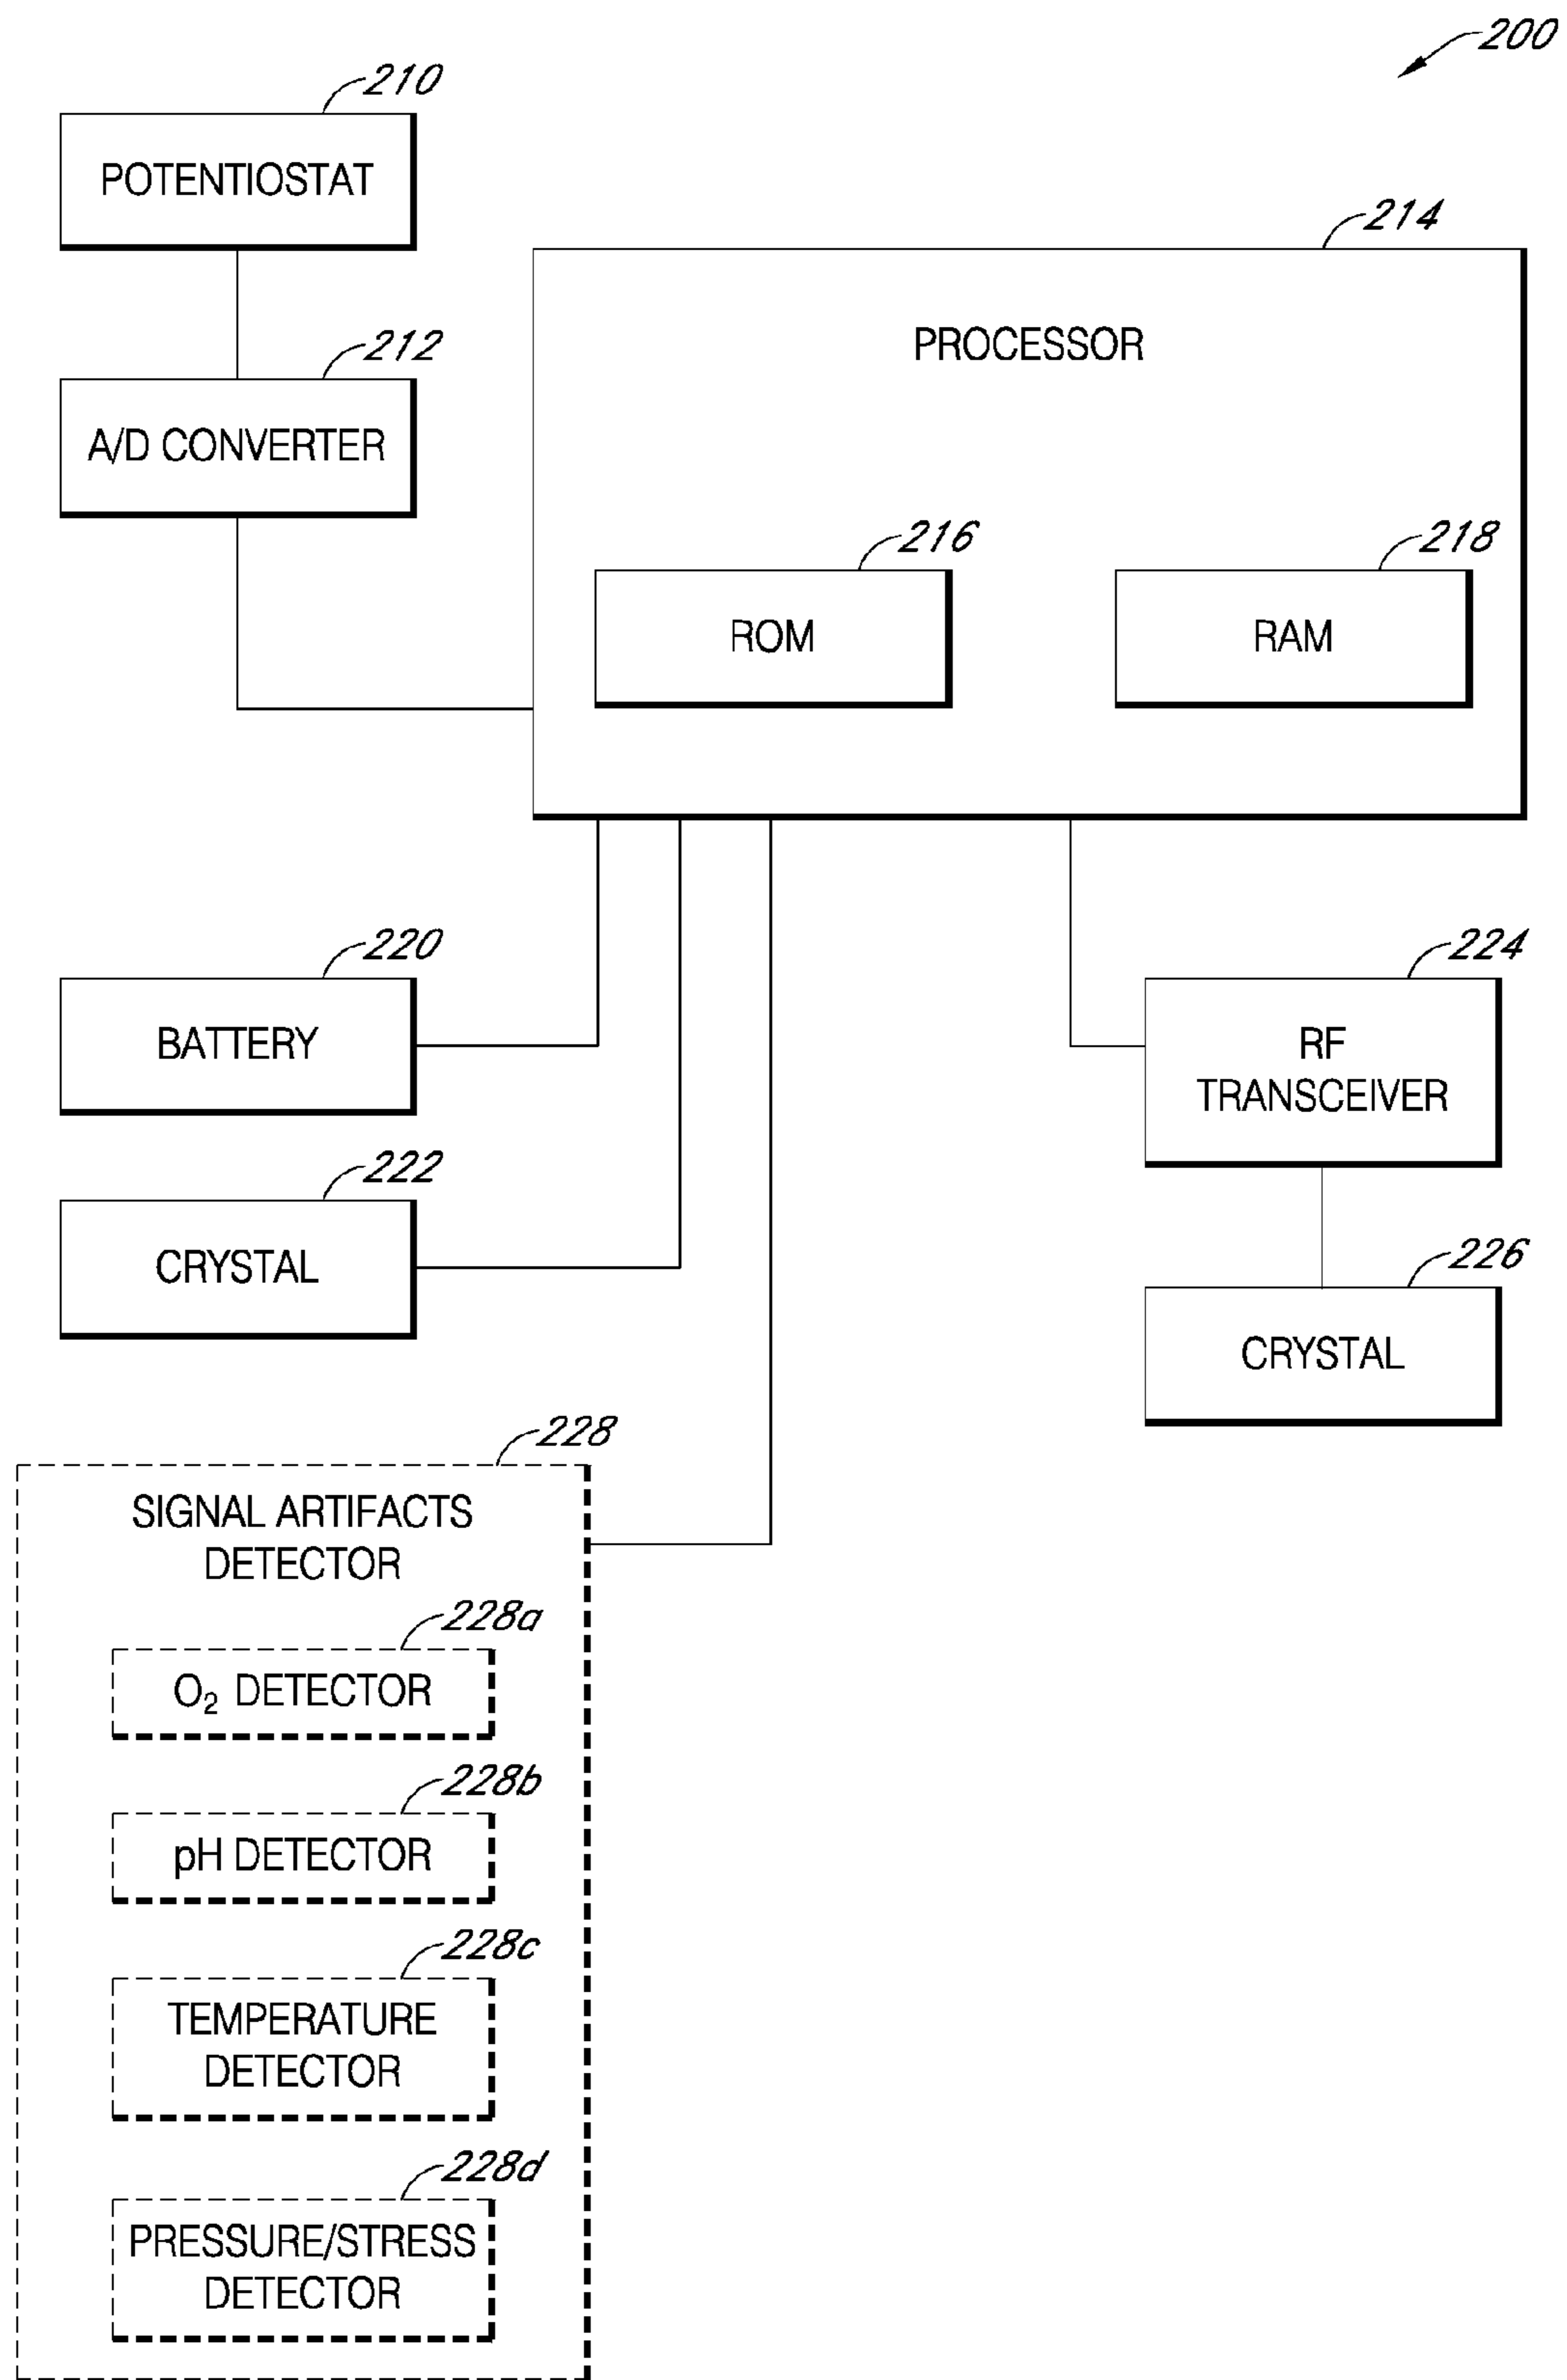 200
210
POTENTIOSTAT
214
PROCESSOR
212
A/D CONVERTER
216
ROM
218
RAM
220
BATTERY
224
RF
TRANSCEIVER
222
CRYSTAL
226
CRYSTAL
228
SIGNAL ARTIFACTS
DETECTOR
228a
O₂ DETECTOR
228b
pH DETECTOR
228c
TEMPERATURE
DETECTOR
228d
PRESSURE/STRESS
DETECTOR